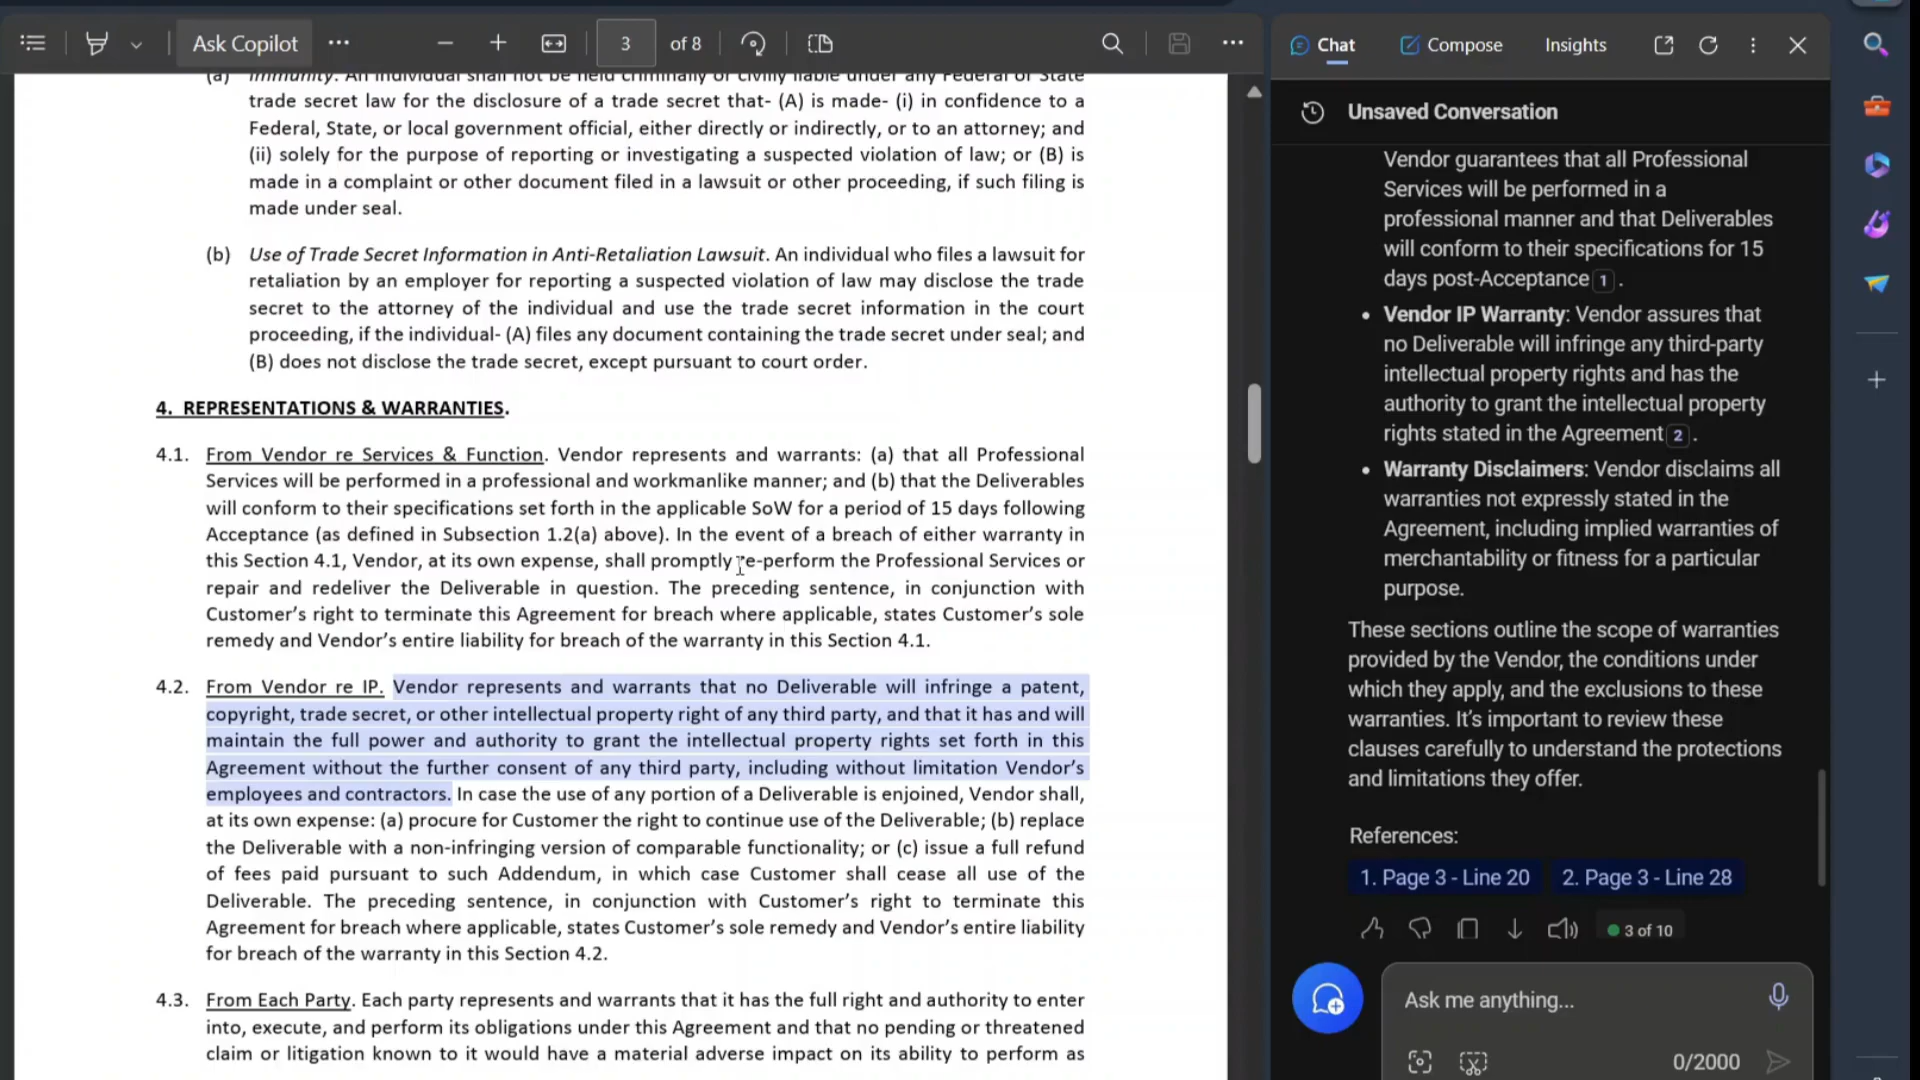 Ask Copilot
3 of 8
(a) Immunity. An individual shall not be held criminally or civilly liable under any Federal or State
trade secret law for the disclosure of a trade secret that- (A) is made- (i) in confidence to a
Federal, State, or local government official, either directly or indirectly, or to an attorney; and
(ii) solely for the purpose of reporting or investigating a suspected violation of law; or (B) is
made in a complaint or other document filed in a lawsuit or other proceeding, if such filing is
made under seal.
(b) Use of Trade Secret Information in Anti-Retaliation Lawsuit. An individual who files a lawsuit for
retaliation by an employer for reporting a suspected violation of law may disclose the trade
secret to the attorney of the individual and use the trade secret information in the court
proceeding, if the individual- (A) files any document containing the trade secret under seal; and
(B) does not disclose the trade secret, except pursuant to court order.
4. REPRESENTATIONS & WARRANTIES.
4.1. From Vendor re Services & Function. Vendor represents and warrants: (a) that all Professional
Services will be performed in a professional and workmanlike manner; and (b) that the Deliverables
will conform to their specifications set forth in the applicable SoW for a period of 15 days following
Acceptance (as defined in Subsection 1.2(a) above). In the event of a breach of either warranty in
this Section 4.1, Vendor, at its own expense, shall promptly re-perform the Professional Services or
repair and redeliver the Deliverable in question. The preceding sentence, in conjunction with
Customer's right to terminate this Agreement for breach where applicable, states Customer's sole
remedy and Vendor's entire liability for breach of the warranty in this Section 4.1.
4.2. From Vendor re IP. Vendor represents and warrants that no Deliverable will infringe a patent,
copyright, trade secret, or other intellectual property right of any third party, and that it has and will
maintain the full power and authority to grant the intellectual property rights set forth in this
Agreement without the further consent of any third party, including without limitation Vendor's
employees and contractors. In case the use of any portion of a Deliverable is enjoined, Vendor shall,
at its own expense: (a) procure for Customer the right to continue use of the Deliverable; (b) replace
the Deliverable with a non-infringing version of comparable functionality; or (c) issue a full refund
of fees paid pursuant to such Addendum, in which case Customer shall cease all use of the
Deliverable. The preceding sentence, in conjunction with Customer's right to terminate this
Agreement for breach where applicable, states Customer's sole remedy and Vendor's entire liability
for breach of the warranty in this Section 4.2.
4.3. From Each Party. Each party represents and warrants that it has the full right and authority to enter
into, execute, and perform its obligations under this Agreement and that no pending or threatened
claim or litigation known to it would have a material adverse impact on its ability to perform as
Chat
Compose
Insights
Unsaved Conversation
Vendor guarantees that all Professional
Services will be performed in a
professional manner and that Deliverables
will conform to their specifications for 15
days post-Acceptance 1 .
• Vendor IP Warranty: Vendor assures that
no Deliverable will infringe any third-party
intellectual property rights and has the
authority to grant the intellectual property
rights stated in the Agreement 2 .
• Warranty Disclaimers: Vendor disclaims all
warranties not expressly stated in the
Agreement, including implied warranties of
merchantability or fitness for a particular
purpose.
These sections outline the scope of warranties
provided by the Vendor, the conditions under
which they apply, and the exclusions to these
warranties. It's important to review these
clauses carefully to understand the protections
and limitations they offer.
References:
1. Page 3 - Line 20
2. Page 3 - Line 28
3 of 10
Ask me anything...
0/2000